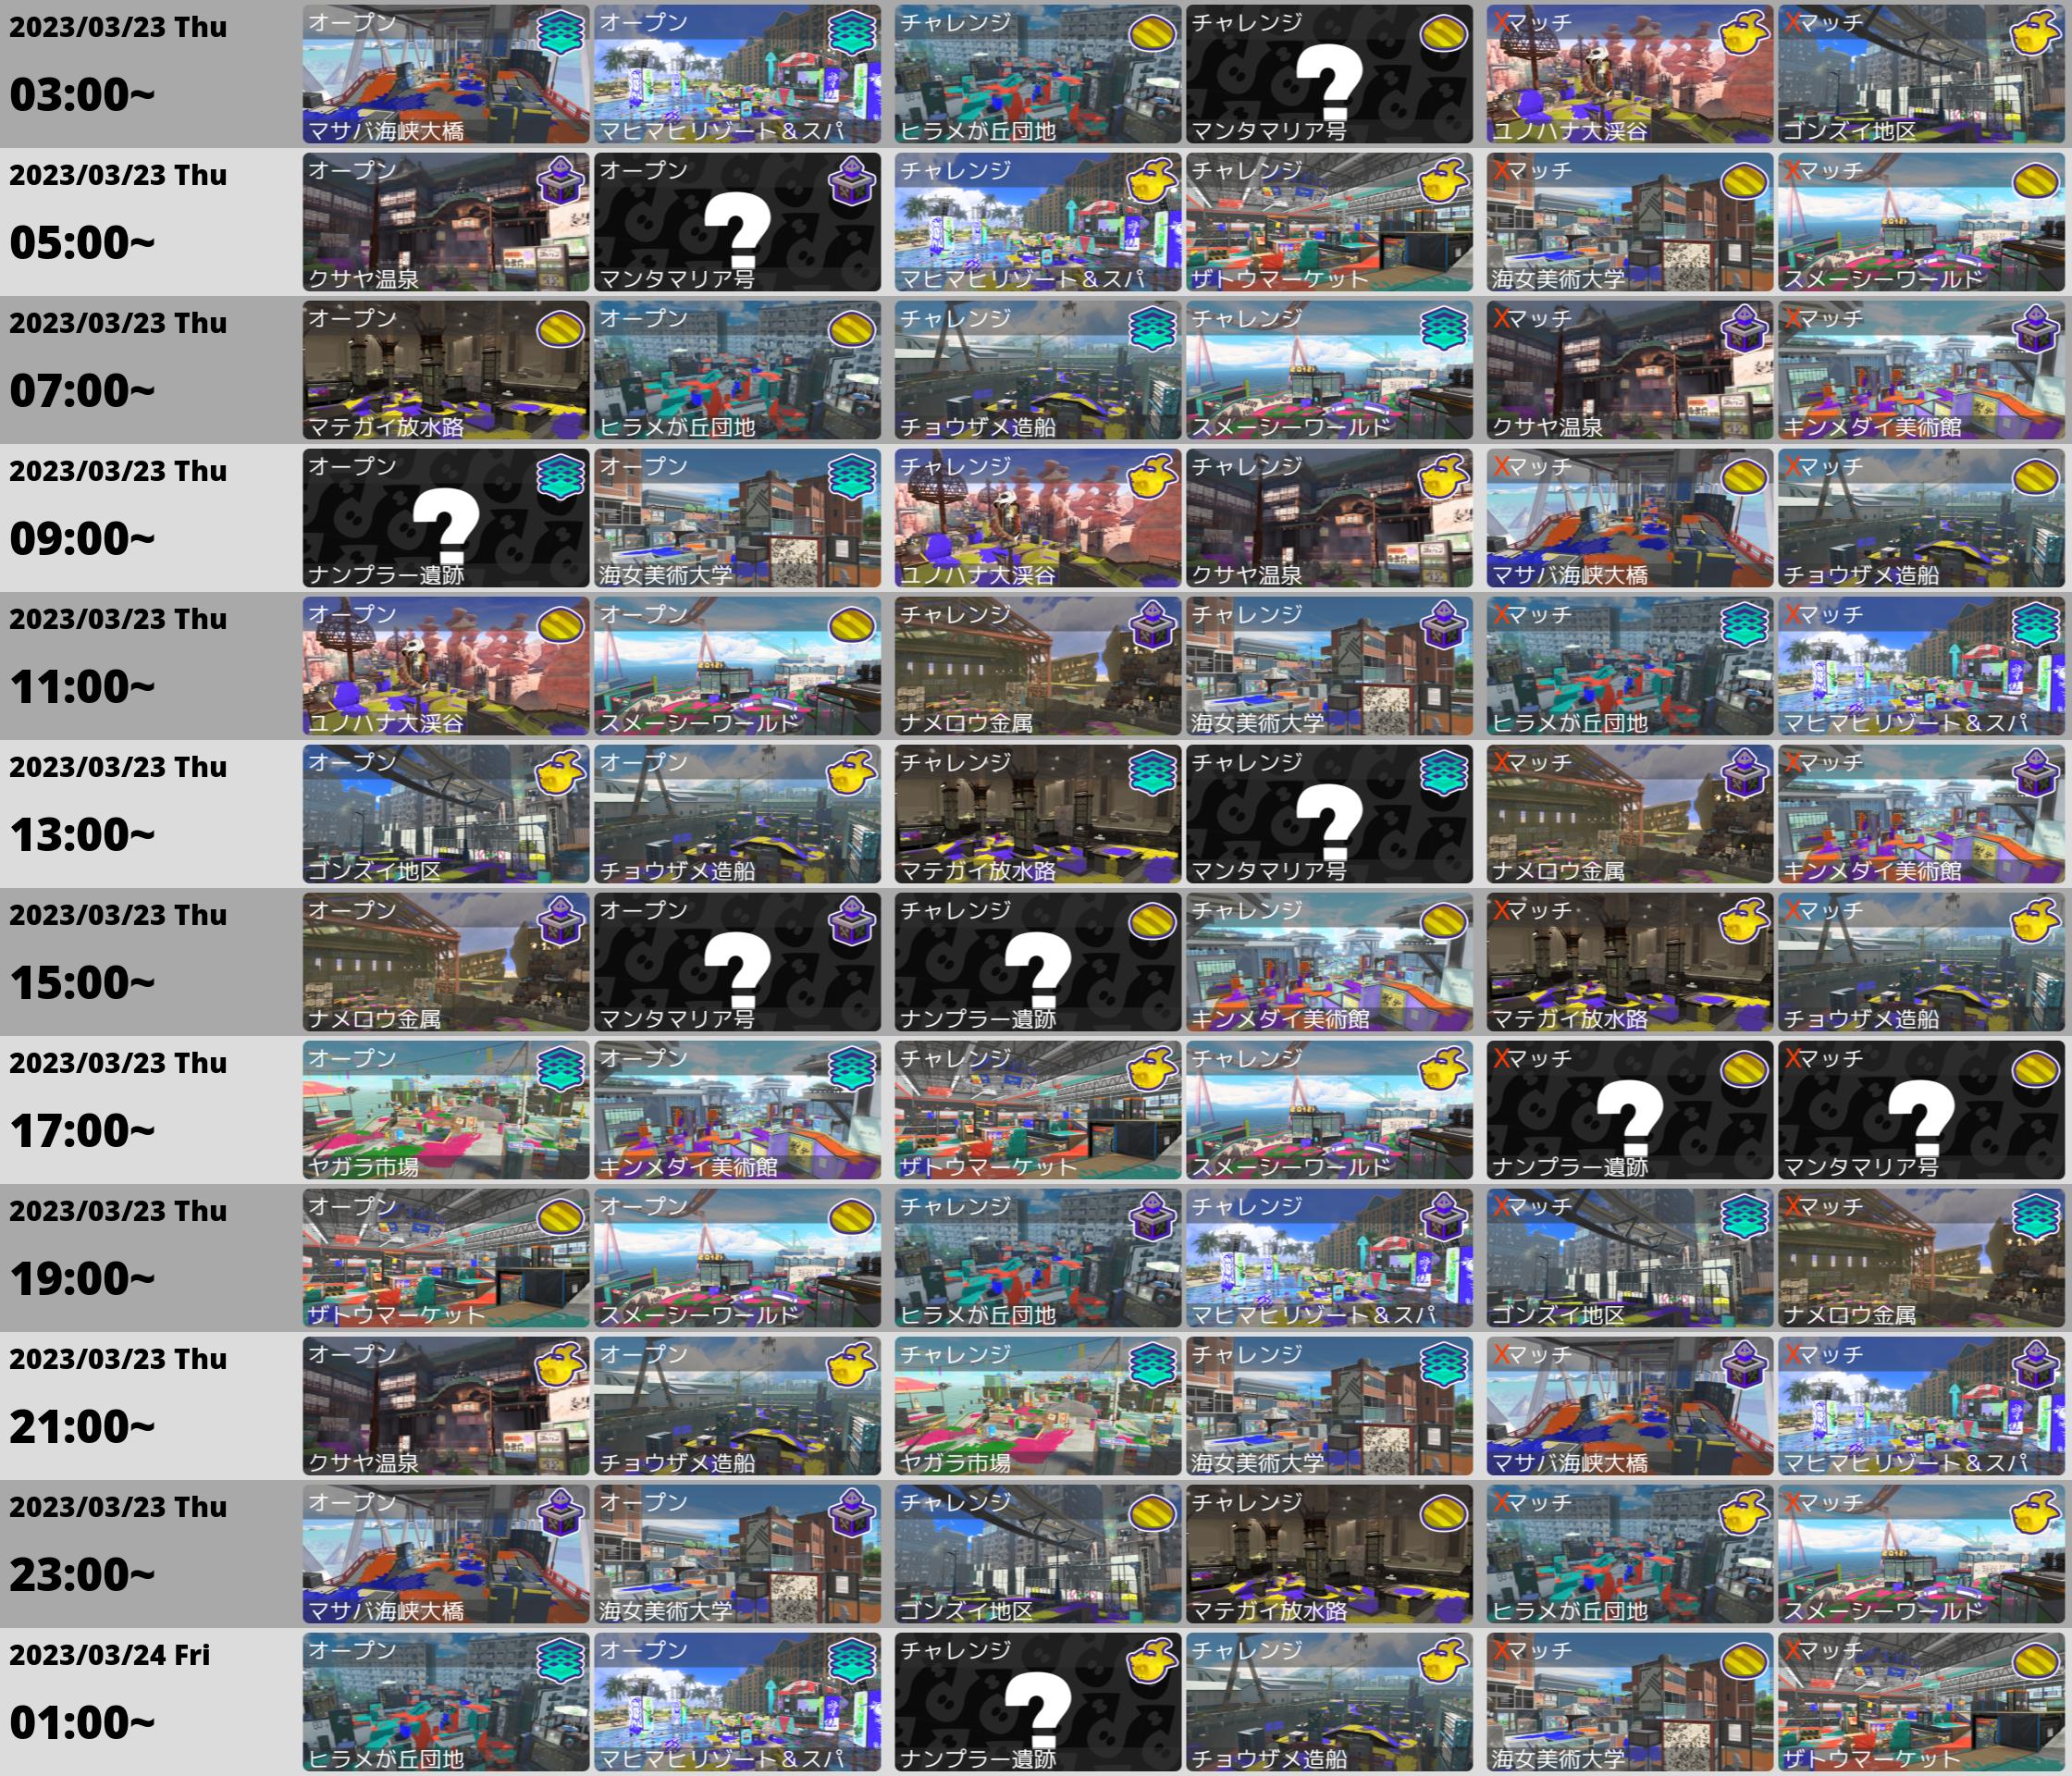 2023/03/23 Thu
03:00~
オープン
マサバ海峡大橋
オープン
マヒマヒリゾート＆スパ
チャレンジ
ヒラメが丘団地
チャレンジ
マンタマリア号
Xマッチ
ユノハナ大渓谷
Xマッチ
ゴンズイ地区
2023/03/23 Thu
05:00~
オープン
クサヤ温泉
オープン
マンタマリア号
チャレンジ
マヒマヒリゾート＆スパ
チャレンジ
ザトウマーケット
Xマッチ
海女美術大学
Xマッチ
スメーシーワールド
2023/03/23 Thu
07:00~
オープン
マテガイ放水路
オープン
ヒラメが丘団地
チャレンジ
チョウザメ造船
チャレンジ
スメーシーワールド
Xマッチ
クサヤ温泉
Xマッチ
キンメダイ美術館
2023/03/23 Thu
09:00~
オープン
ナンプラー遺跡
オープン
海女美術大学
チャレンジ
ユノハナ大渓谷
チャレンジ
クサヤ温泉
Xマッチ
マサバ海峡大橋
Xマッチ
チョウザメ造船
2023/03/23 Thu
11:00~
オープン
ユノハナ大渓谷
オープン
スメーシーワールド
チャレンジ
ナメロウ金属
チャレンジ
海女美術大学
Xマッチ
ヒラメが丘団地
Xマッチ
マヒマヒリゾート＆スパ
2023/03/23 Thu
13:00~
オープン
ゴンズイ地区
オープン
チョウザメ造船
チャレンジ
マテガイ放水路
チャレンジ
マンタマリア号
Xマッチ
ナメロウ金属
Xマッチ
キンメダイ美術館
2023/03/23 Thu
15:00~
オープン
ナメロウ金属
オープン
マンタマリア号
チャレンジ
ナンプラー遺跡
チャレンジ
キンメダイ美術館
Xマッチ
マテガイ放水路
Xマッチ
チョウザメ造船
2023/03/23 Thu
17:00~
オープン
ヤガラ市場
オープン
キンメダイ美術館
チャレンジ
ザトウマーケット
チャレンジ
スメーシーワールド
Xマッチ
ナンプラー遺跡
Xマッチ
マンタマリア号
2023/03/23 Thu
19:00~
オープン
ザトウマーケット
オープン
スメーシーワールド
チャレンジ
ヒラメが丘団地
チャレンジ
マヒマヒリゾート＆スパ
Xマッチ
ゴンズイ地区
Xマッチ
ナメロウ金属
2023/03/23 Thu
21:00~
オープン
クサヤ温泉
オープン
チョウザメ造船
チャレンジ
ヤガラ市場
チャレンジ
海女美術大学
Xマッチ
マサバ海峡大橋
Xマッチ
マヒマヒリゾート＆スパ
2023/03/23 Thu
23:00~
オープン
マサバ海峡大橋
オープン
海女美術大学
チャレンジ
ゴンズイ地区
チャレンジ
マテガイ放水路
Xマッチ
ヒラメが丘団地
Xマッチ
スメーシーワールド
2023/03/24 Fri
01:00~
オープン
ヒラメが丘団地
オープン
マヒマヒリゾート＆スパ
チャレンジ
ナンプラー遺跡
チャレンジ
チョウザメ造船
Xマッチ
海女美術大学
Xマッチ
ザトウマーケット